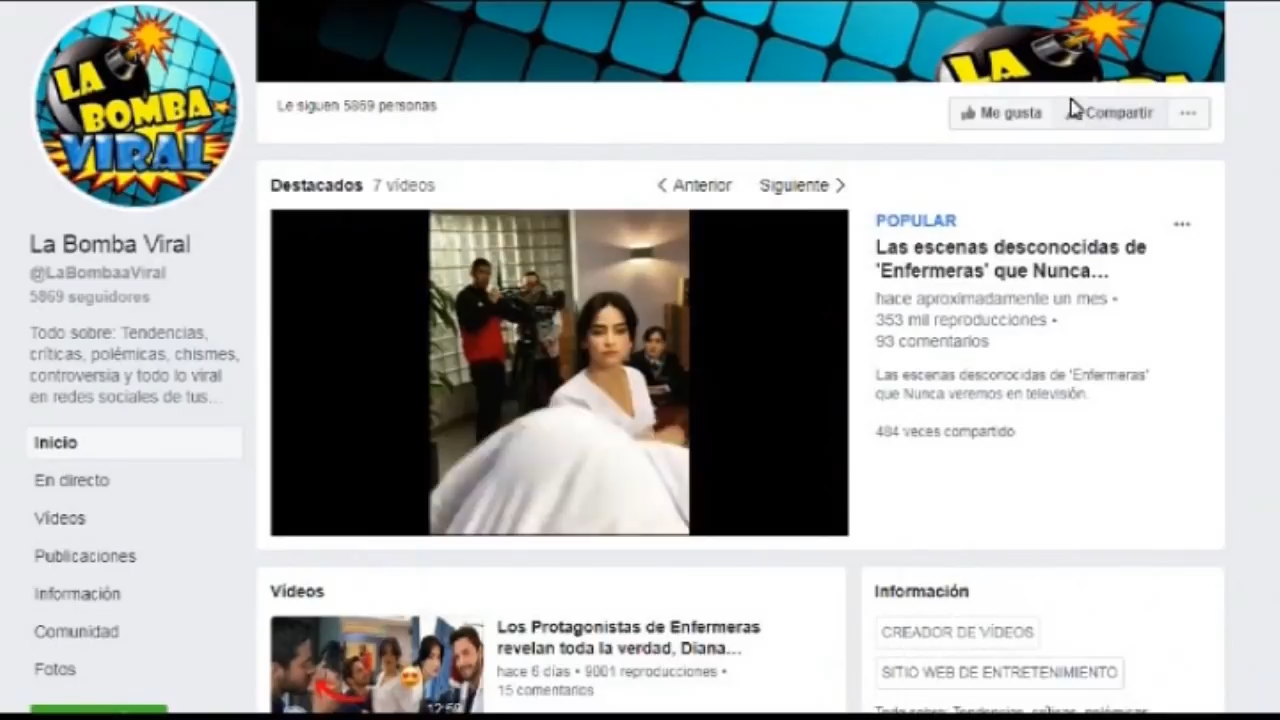 LA
BOMBA
VIRAL
LA
La Bomba Viral
@LaBombaaViral
5869 seguidores
Todo sobre: Tendencias,
críticas, polémicas, chismes,
controversia y todo lo viral
en redes sociales de tus...
Inicio
En directo
Vídeos
Publicaciones
Información
Comunidad
Fotos
Le siguen 5869 personas
Me gusta
Compartir
...
Destacados 7 vídeos
Anterior Siguiente
POPULAR
...
Las escenas desconocidas de
'Enfermeras' que Nunca...
hace aproximadamente un mes •
353 mil reproducciones •
93 comentarios
Las escenas desconocidas de 'Enfermeras'
que Nunca veremos en televisión.
484 veces compartido
Vídeos
Los Protagonistas de Enfermeras
revelan toda la verdad, Diana...
hace 6 días • 9001 reproducciones •
15 comentarios
Información
CREADOR DE VÍDEOS
SITIO WEB DE ENTRETENIMIENTO
Todo sobre: Tendencias, críticas, polémicas,